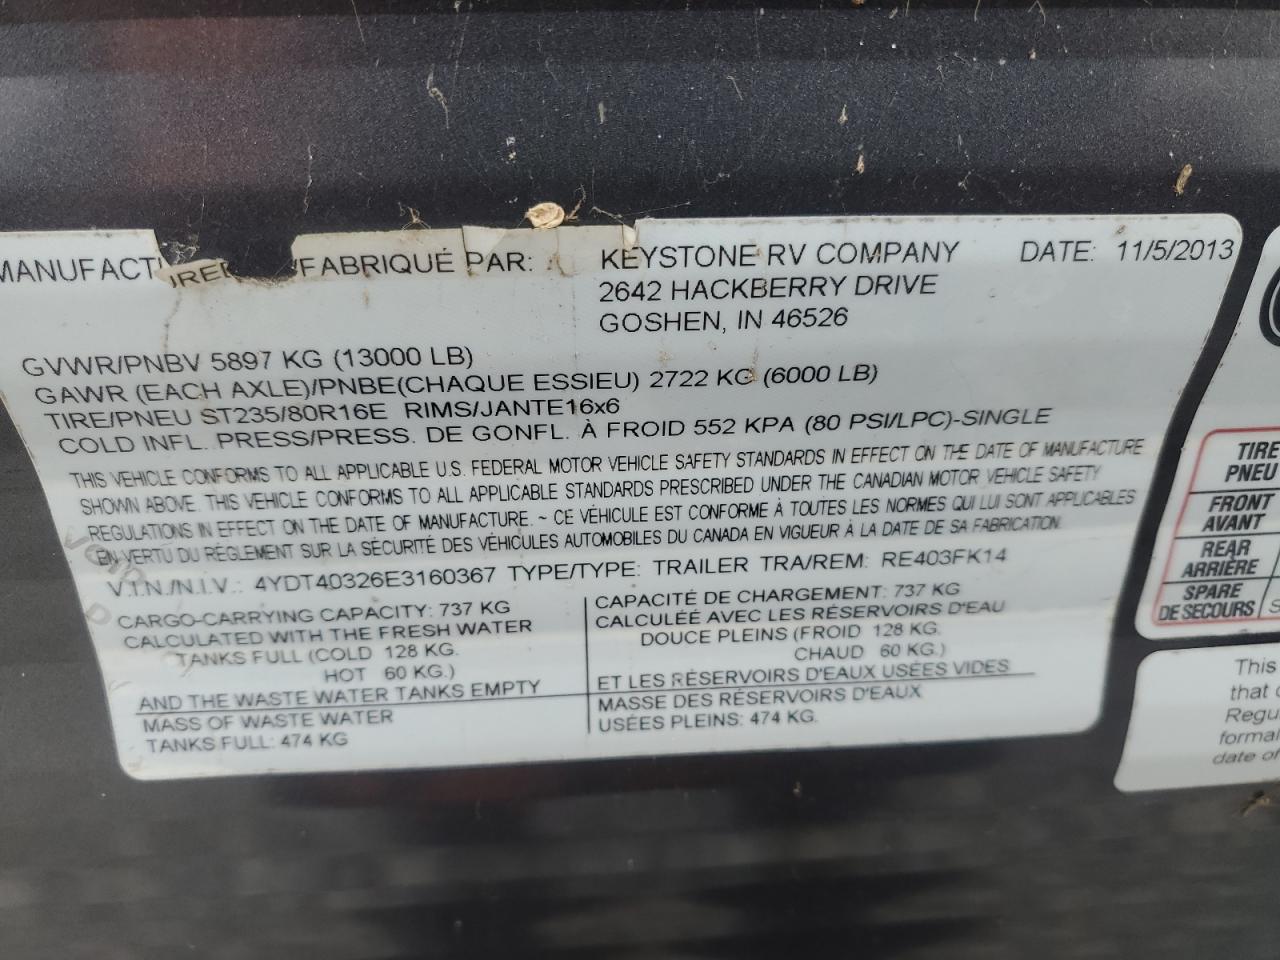 MANUFACTURED /FABRIQUÉ PAR: KEYSTONE RV COMPANY DATE: 11/5/2013
2642 HACKBERRY DRIVE
GOSHEN, IN 46526
GVWR/PNBV 5897 KG (13000 LB)
GAWR (EACH AXLE)/PNBE(CHAQUE ESSIEU) 2722 KG (6000 LB)
TIRE/PNEU ST235/80R16E RIMS/JANTE16x6
COLD INFL. PRESS/PRESS. DE GONFL. À FROID 552 KPA (80 PSI/LPC)-SINGLE
THIS VEHICLE CONFORMS TO ALL APPLICABLE U.S. FEDERAL MOTOR VEHICLE SAFETY STANDARDS IN EFFECT ON THE DATE OF MANUFACTURE
SHOWN ABOVE. THIS VEHICLE CONFORMS TO ALL APPLICABLE STANDARDS PRESCRIBED UNDER THE CANADIAN MOTOR VEHICLE SAFETY
REGULATIONS IN EFFECT ON THE DATE OF MANUFACTURE. ~ CE VÉHICULE EST CONFORME À TOUTES LES NORMES QUI LUI SONT APPLICABLES
EN VERTU DU RÈGLEMENT SUR LA SÉCURITÉ DES VÉHICULES AUTOMOBILES DU CANADA EN VIGUEUR À LA DATE DE SA FABRICATION.
V.I.N./N.I.V.: 4YDT40326E3160367 TYPE/TYPE: TRAILER TRA/REM: RE403FK14
CARGO-CARRYING CAPACITY: 737 KG
CALCULATED WITH THE FRESH WATER
TANKS FULL (COLD 128 KG.
HOT 60 KG.)
AND THE WASTE WATER TANKS EMPTY
MASS OF WASTE WATER
TANKS FULL: 474 KG
CAPACITÉ DE CHARGEMENT: 737 KG
CALCULÉE AVEC LES RÉSERVOIRS D'EAU
DOUCE PLEINS (FROID 128 KG.
CHAUD 60 KG.)
ET LES RÉSERVOIRS D'EAUX USÉES VIDES
MASSE DES RÉSERVOIRS D'EAUX
USÉES PLEINS: 474 KG.
TIRE
PNEU
FRONT
AVANT
REAR
ARRIÈRE
SPARE
DE SECOURS
This
that
Regu
formal
date